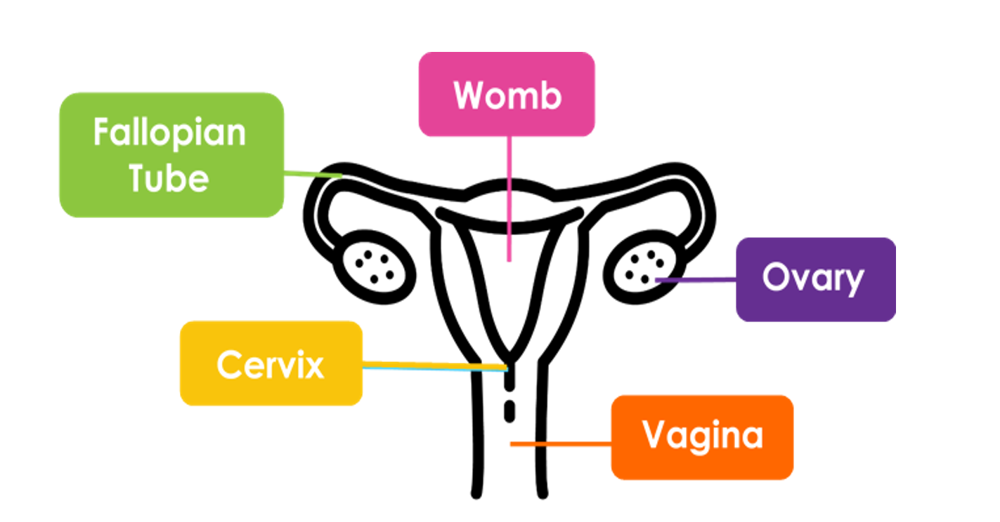 Womb
Fallopian
Tube
Ovary
Cervix
Vagina